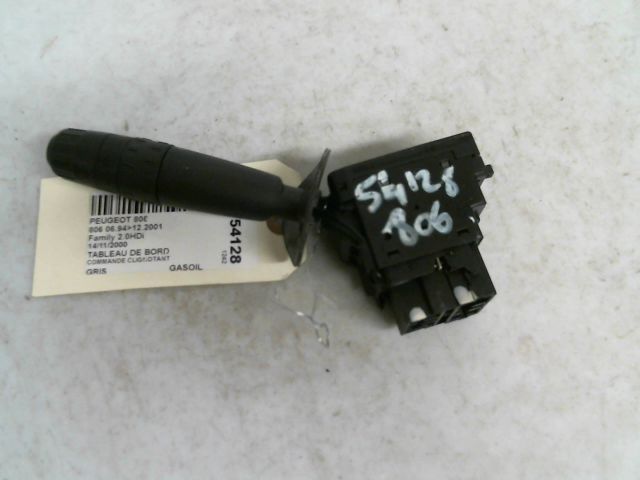 PEUGEOT 806
806 06.94>12.2001
Family 2.0HDi
14/11/2000
TABLEAU DE BORD
COMMANDE CLIGNOTANT
GRIS GASOIL
54128
1242
54128
806